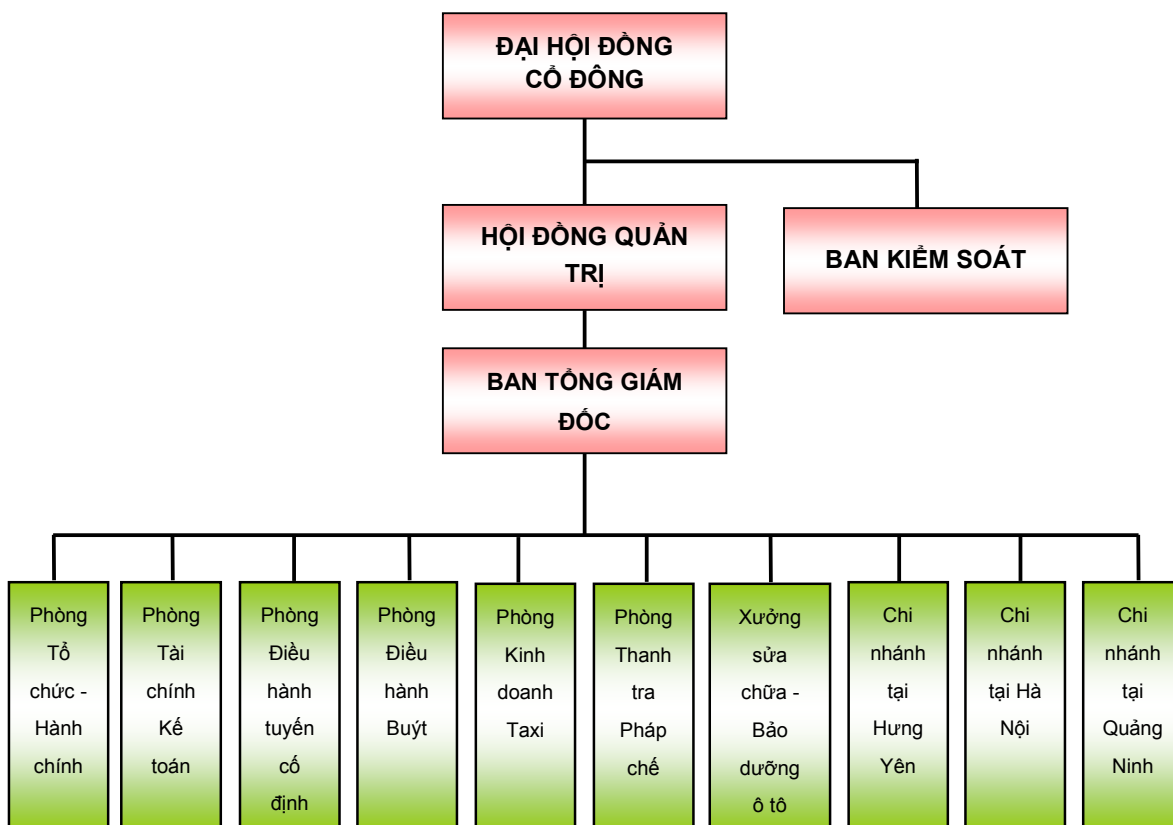 ĐẠI HỘI ĐỒNG
CỔ ĐÔNG
HỘI ĐỒNG QUẢN
TRỊ
BAN KIỂM SOÁT
BAN TỔNG GIÁM
ĐỐC
Phòng
Tổ
chức -
Hành
chính
Phòng
Tài
chính
Kế
toán
Phòng
Điều
hành
tuyến
cố
định
Phòng
Điều
hành
Buýt
Phòng
Kinh
doanh
Taxi
Phòng
Thanh
tra
Pháp
chế
Xưởng
sửa
chữa -
Bảo
dưỡng
ô tô
Chi
nhánh
tại
Hưng
Yên
Chi
nhánh
tại Hà
Nội
Chi
nhánh
tại
Quảng
Ninh